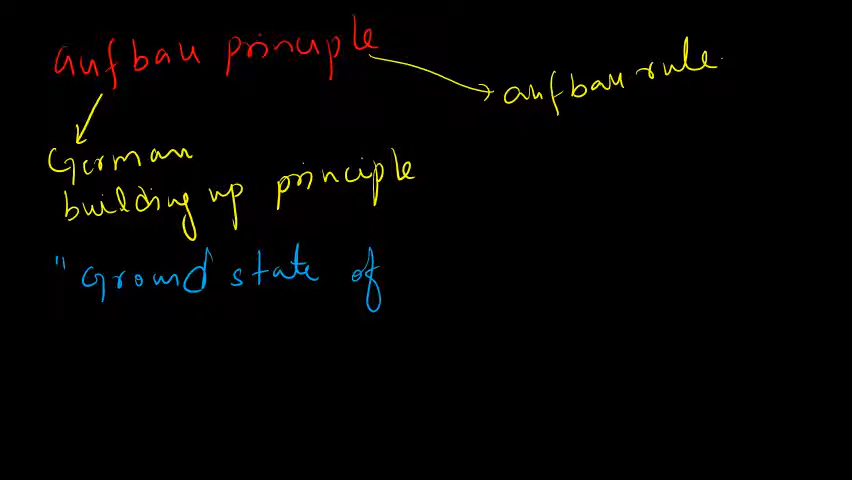 aufbau principle
aufbau rule
German
building up principle
"Ground state of